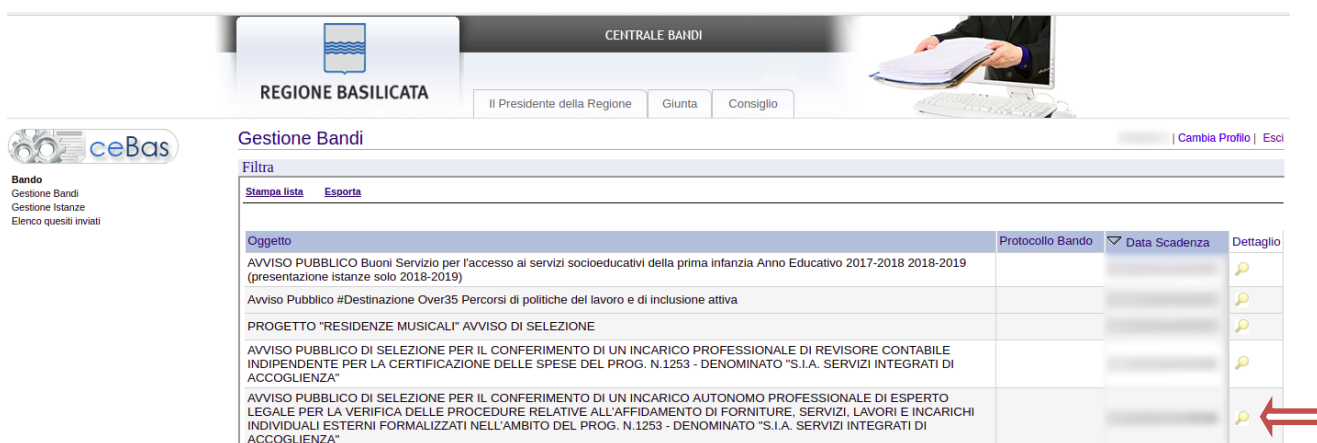 CENTRALE BANDI
REGIONE BASILICATA
Il Presidente della Regione Giunta Consiglio
ceBas
Gestione Bandi
| Cambia Profilo | Esci
Bando
Gestione Bandi
Gestione Istanze
Elenco quesiti inviati
Filtra
Stampa lista Esporta
Oggetto Protocollo Bando Data Scadenza Dettaglio
AVVISO PUBBLICO Buoni Servizio per l'accesso ai servizi socioeducativi della prima infanzia Anno Educativo 2017-2018 2018-2019
(presentazione istanze solo 2018-2019)
Avviso Pubblico #Destinazione Over35 Percorsi di politiche del lavoro e di inclusione attiva
PROGETTO "RESIDENZE MUSICALI" AVVISO DI SELEZIONE
AVVISO PUBBLICO DI SELEZIONE PER IL CONFERIMENTO DI UN INCARICO PROFESSIONALE DI REVISORE CONTABILE
INDIPENDENTE PER LA CERTIFICAZIONE DELLE SPESE DEL PROG. N.1253 - DENOMINATO "S.I.A. SERVIZI INTEGRATI DI
ACCOGLIENZA"
AVVISO PUBBLICO DI SELEZIONE PER IL CONFERIMENTO DI UN INCARICO AUTONOMO PROFESSIONALE DI ESPERTO
LEGALE PER LA VERIFICA DELLE PROCEDURE RELATIVE ALL'AFFIDAMENTO DI FORNITURE, SERVIZI, LAVORI E INCARICHI
INDIVIDUALI ESTERNI FORMALIZZATI NELL'AMBITO DEL PROG. N.1253 - DENOMINATO "S.I.A. SERVIZI INTEGRATI DI
ACCOGLIENZA"